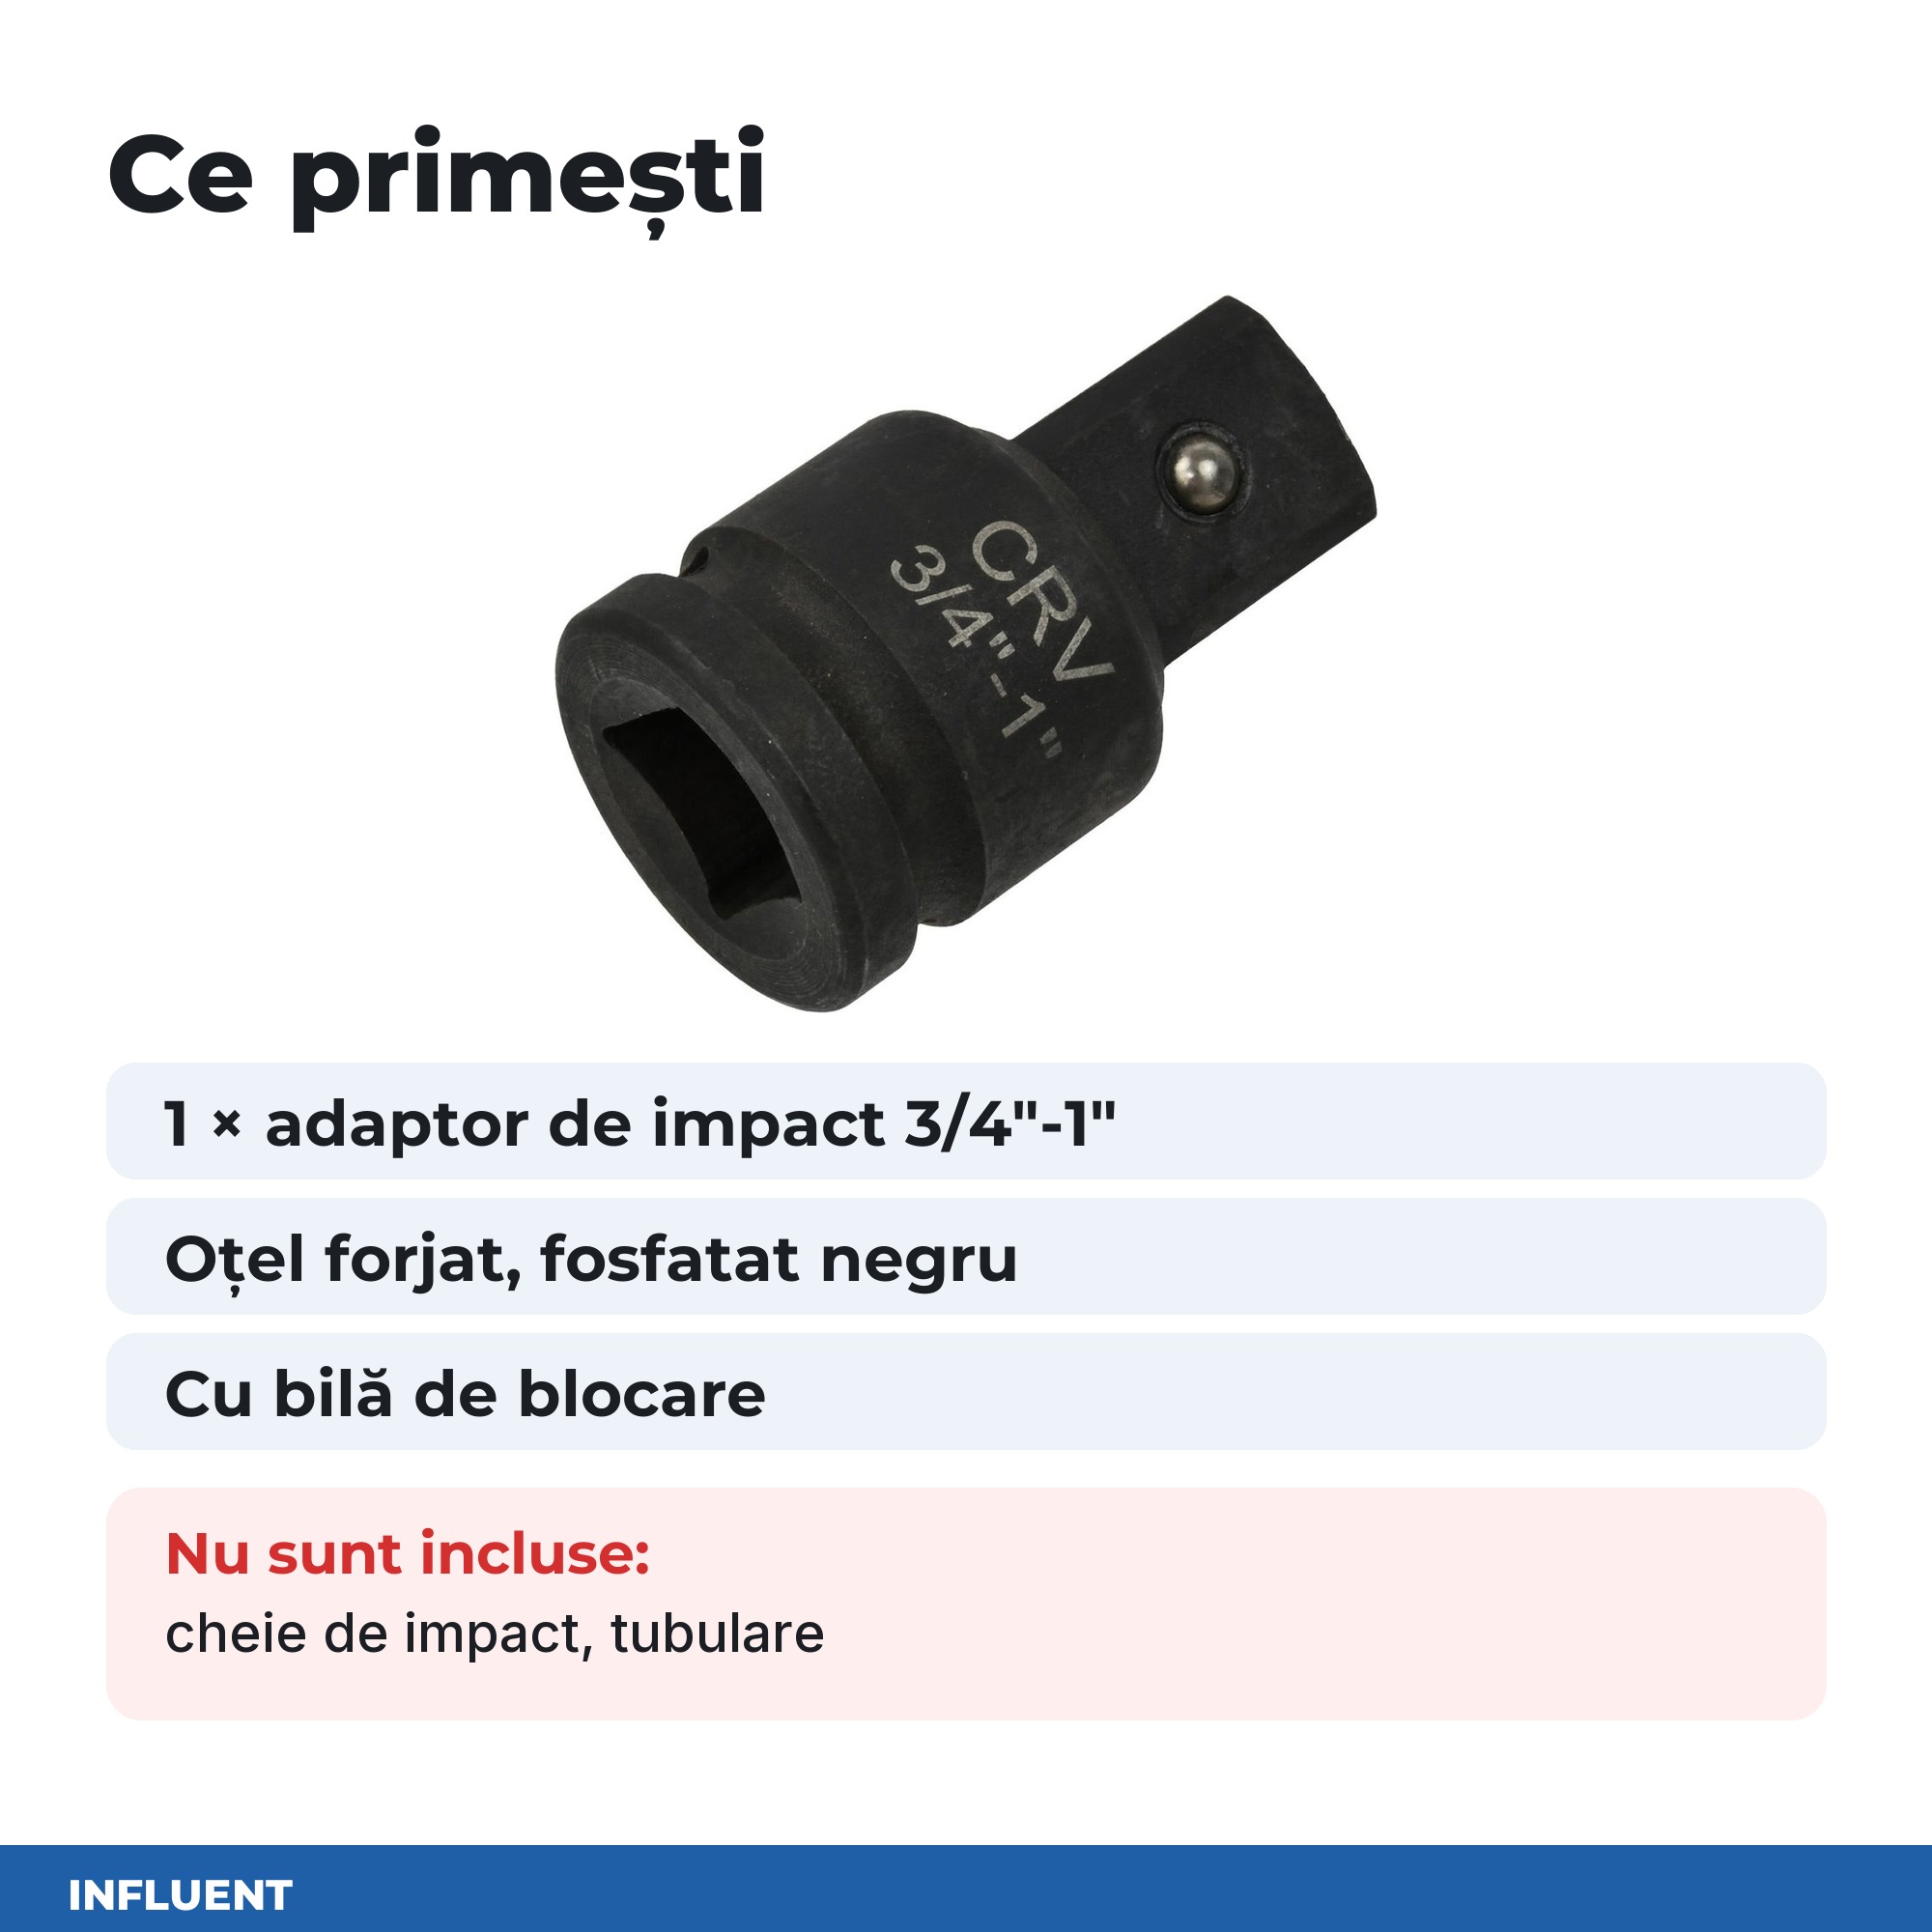 Ce primești
CRV
3/4"-1"
1 × adaptor de impact 3/4"-1"
Oțel forjat, fosfatat negru
Cu bilă de blocare
Nu sunt incluse:
cheie de impact, tubulare
INFLUENT